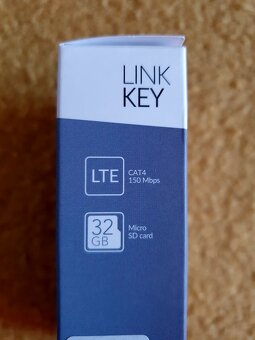 LINK
KEY
LTE
CAT4
150 Mbps
32
GB
Micro
SD card